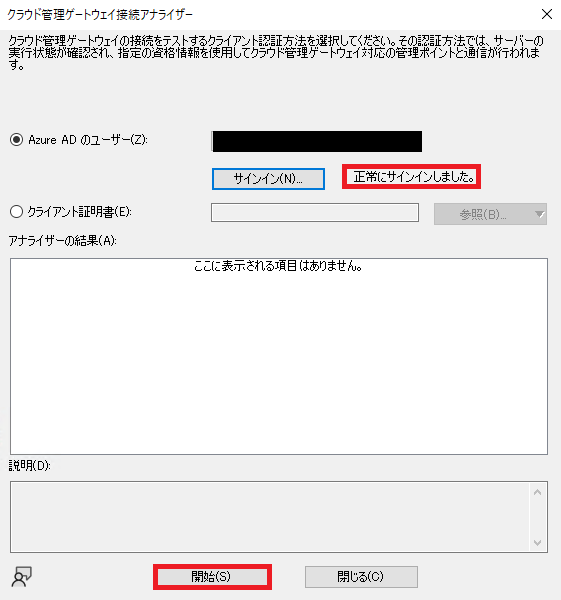 クラウド管理ゲートウェイ接続アナライザー
クラウド管理ゲートウェイの接続をテストするクライアント認証方法を選択してください。その認証方法では、サーバーの
実行状態が確認され、指定の資格情報を使用してクラウド管理ゲートウェイ対応の管理ポイントと通信が行われま
す。
Azure AD のユーザー(Z):
サインイン(N)... 正常にサインインしました。
クライアント証明書(E): 参照(B)...
アナライザーの結果(A):
ここに表示される項目はありません。
説明(D):
開始(S) 閉じる(C)